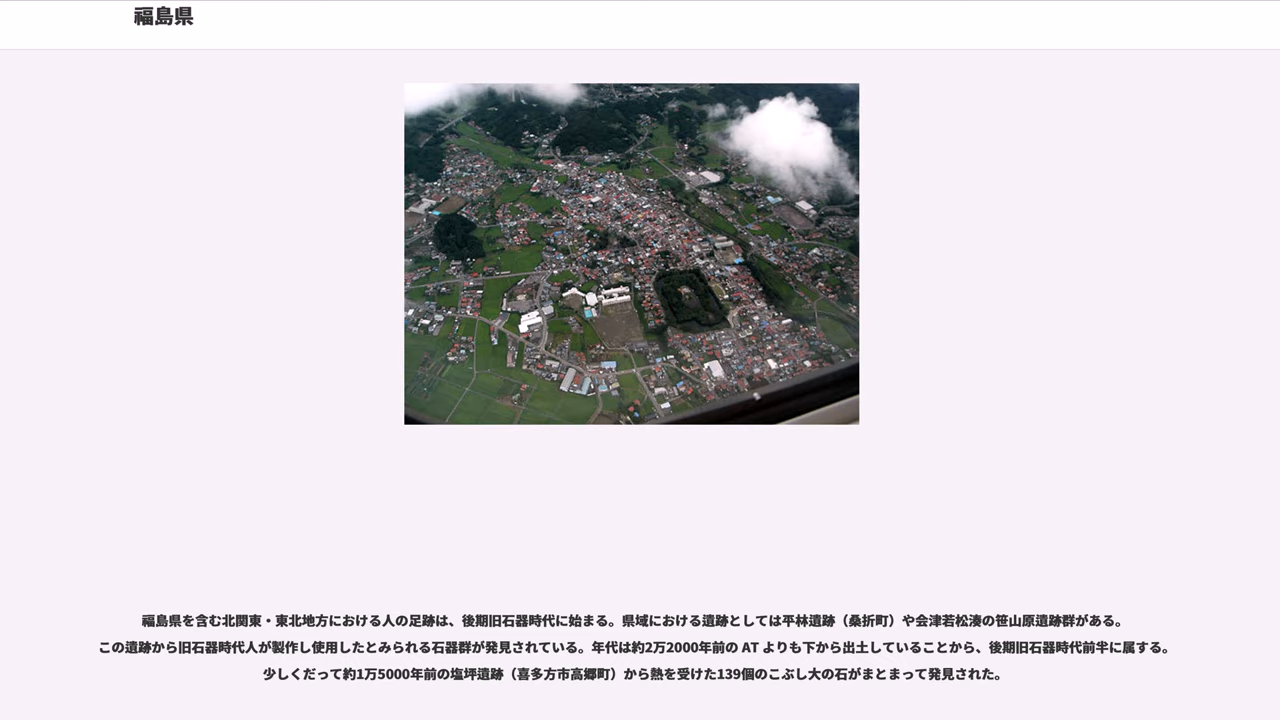 福島県
福島県を含む北関東・東北地方における人の足跡は、後期旧石器時代に始まる。県域における遺跡としては平林遺跡（桑折町）や会津若松湊の笹山原遺跡群がある。
この遺跡から旧石器時代人が製作し使用したとみられる石器群が発見されている。年代は約2万2000年前の AT よりも下から出土していることから、後期旧石器時代前半に属する。
少しくだって約1万5000年前の塩坪遺跡（喜多方市高郷町）から熱を受けた139個のこぶし大の石がまとまって発見された。